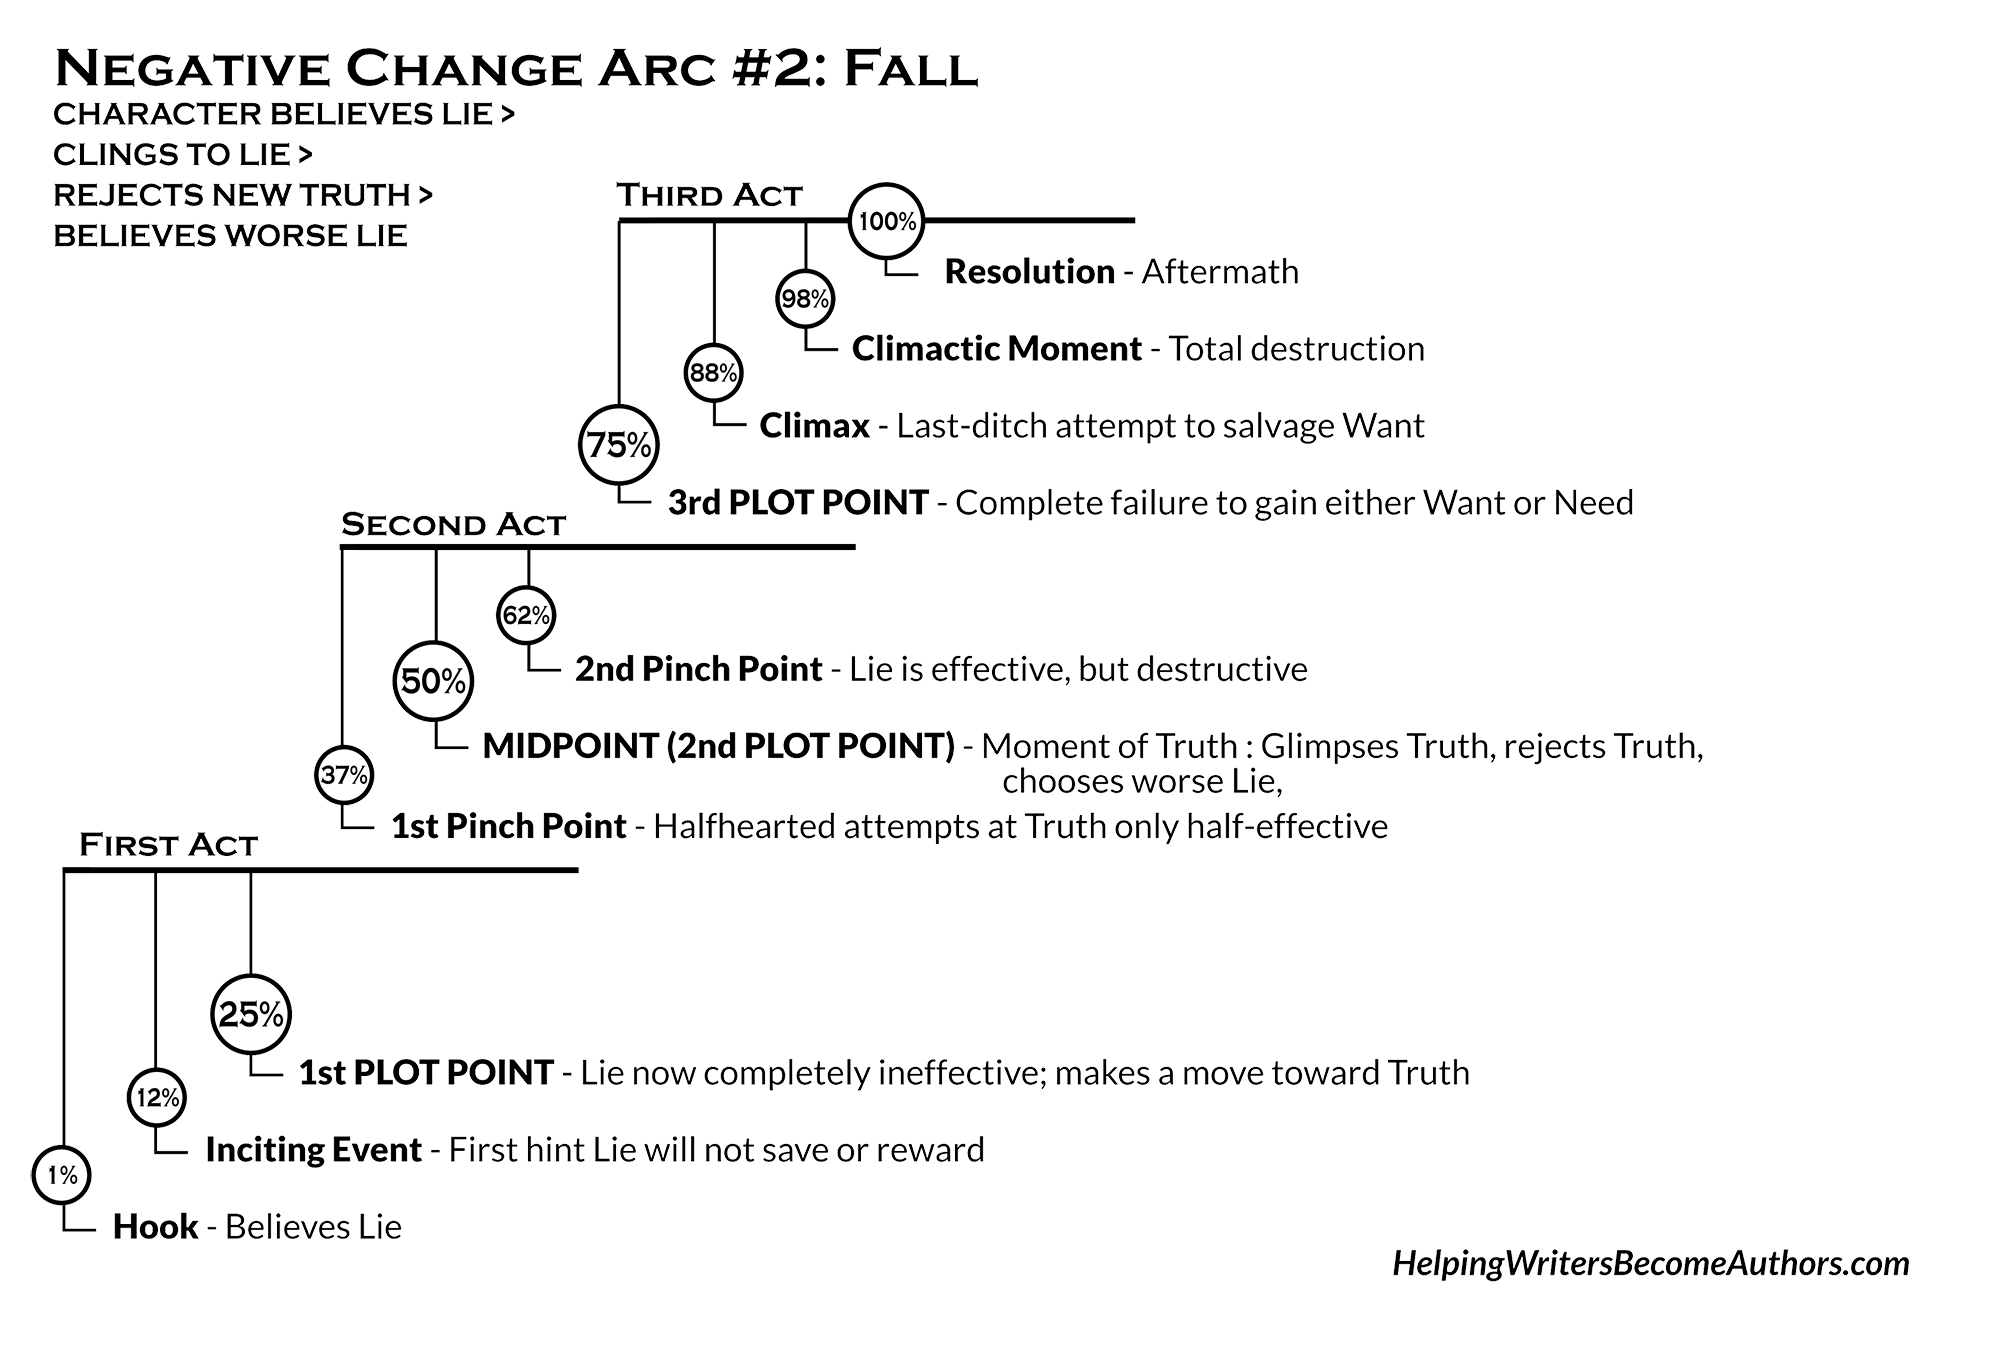 NEGATIVE CHANGE ARC #2: FALL
CHARACTER BELIEVES LIE >
CLINGS TO LIE >
REJECTS NEW TRUTH >
BELIEVES WORSE LIE
THIRD ACT
100%
Resolution - Aftermath
98%
Climactic Moment - Total destruction
88%
Climax - Last-ditch attempt to salvage Want
75%
3rd PLOT POINT - Complete failure to gain either Want or Need
SECOND ACT
62%
2nd Pinch Point - Lie is effective, but destructive
50%
MIDPOINT (2nd PLOT POINT) - Moment of Truth : Glimpses Truth, rejects Truth,
chooses worse Lie,
37%
1st Pinch Point - Halfhearted attempts at Truth only half-effective
FIRST ACT
25%
1st PLOT POINT - Lie now completely ineffective; makes a move toward Truth
12%
Inciting Event - First hint Lie will not save or reward
1%
Hook - Believes Lie
HelpingWritersBecomeAuthors.com